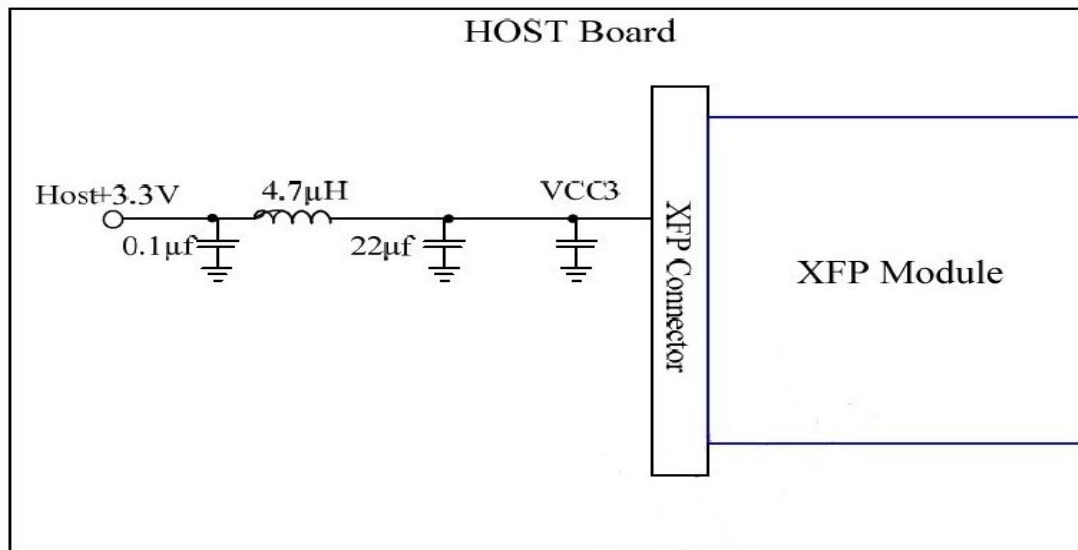 HOST Board
Host+3.3V
4.7μH
VCC3
0.1μf
22μf
XFP Connector
XFP Module